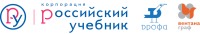 корпорация
российский
учебник
дрофа
вентана
граф